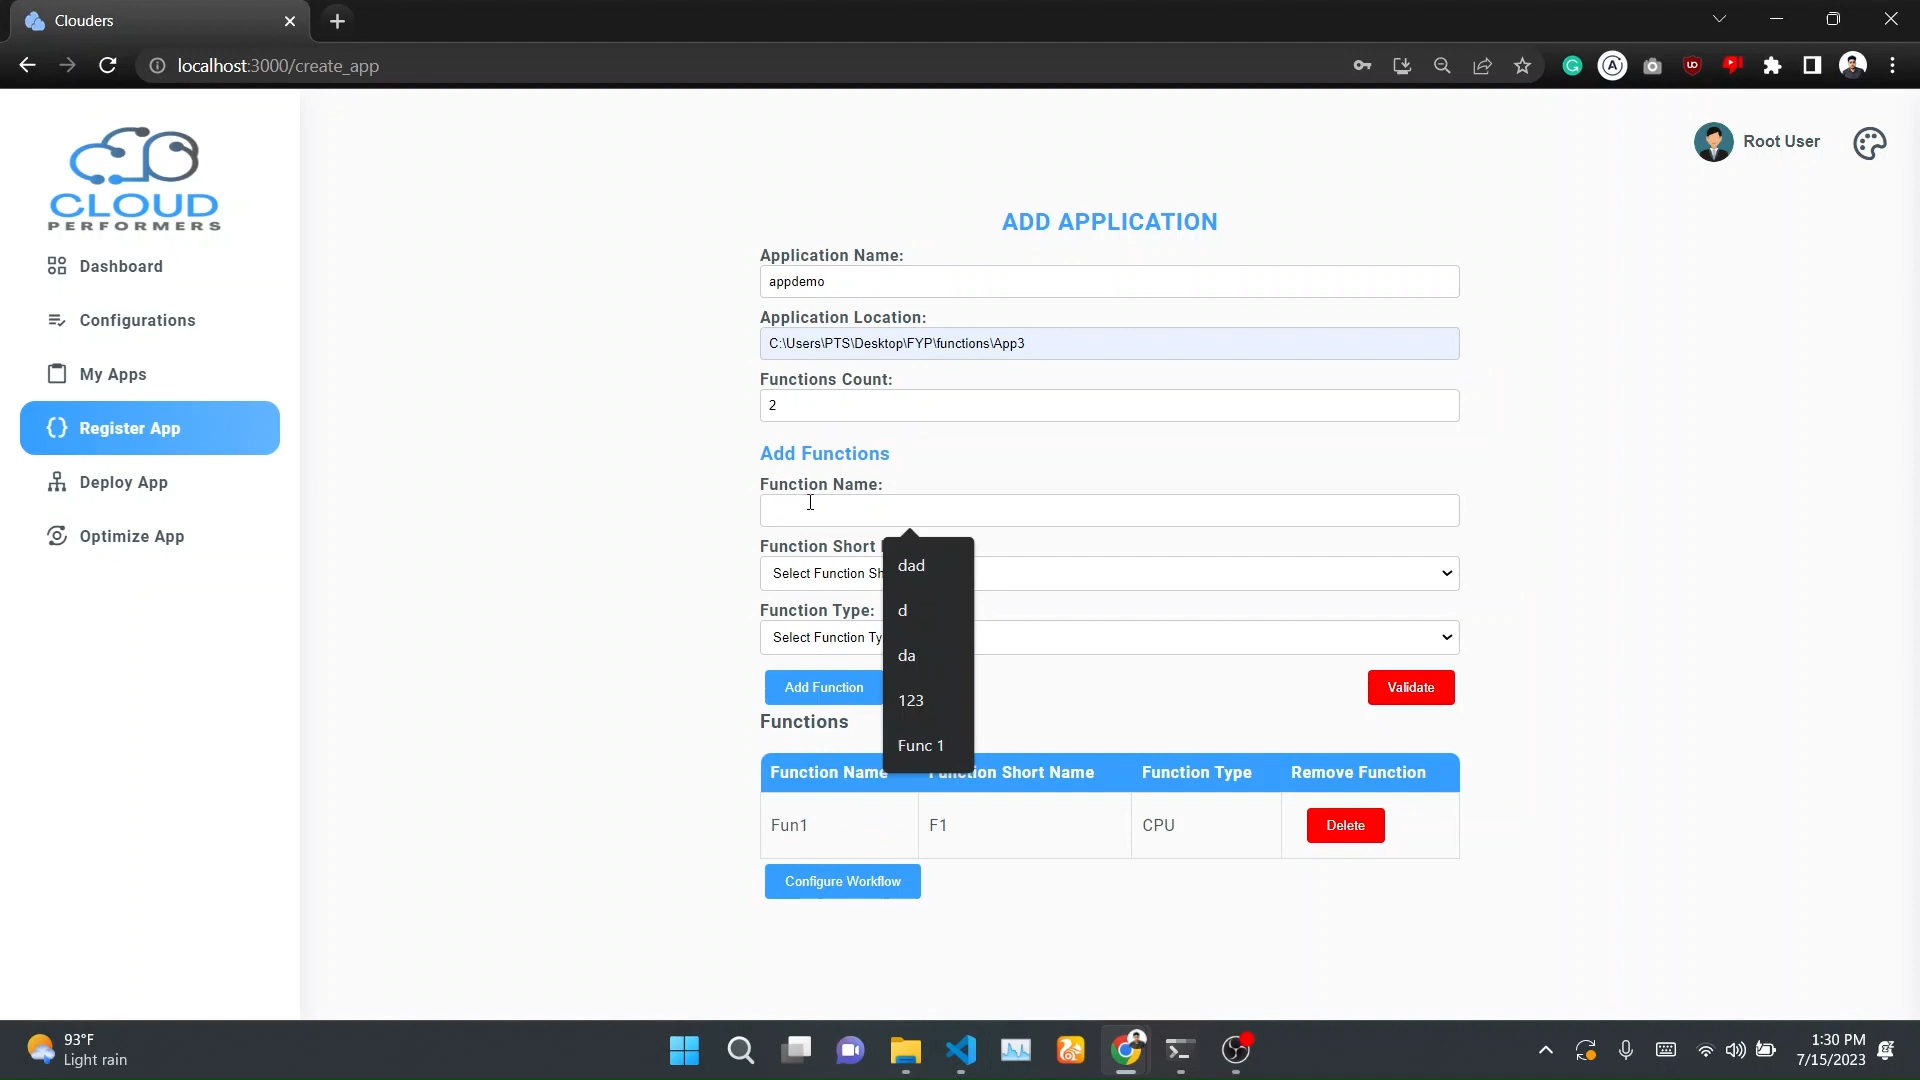 Clouders
localhost:3000/create_app
CLOUD
PERFORMERS
Dashboard
Configurations
My Apps
Register App
Deploy App
Optimize App
Root User
ADD APPLICATION
Application Name:
appdemo
Application Location:
C:\Users\PTS\Desktop\FYP\functions\App3
Functions Count:
2
Add Functions
Function Name:
Function Short
Select Function Sh
Function Type:
Select Function Ty
dad
d
da
123
Func 1
Add Function
Validate
Functions
Function Name
Function Short Name
Function Type
Remove Function
Fun1
F1
CPU
Delete
Configure Workflow
93°F
Light rain
1:30 PM
7/15/2023